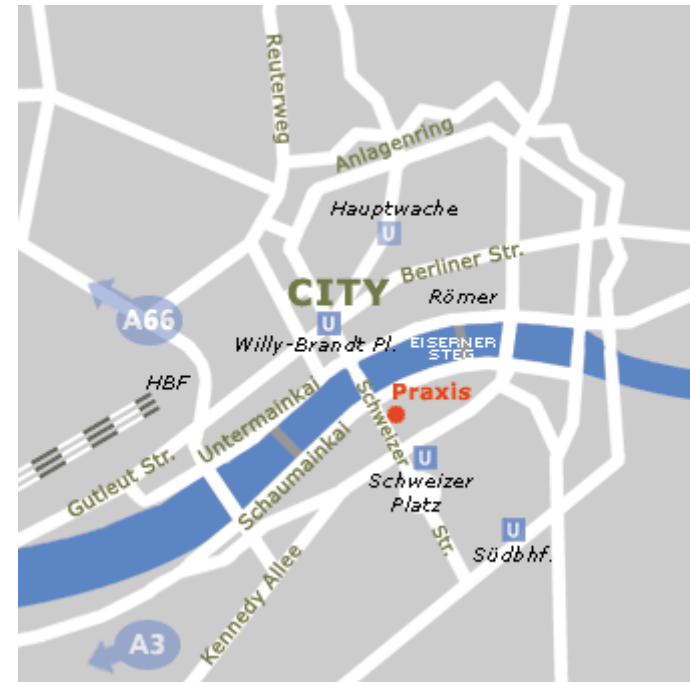 Reuterweg
Anlagenring
Hauptwache
U
Berliner Str.
CITY
Römer
A66
U
Willy-Brandt Pl.
EISERNER
STEG
HBF
Praxis
Untermainkai
Schweizer
Gutleut Str.
Schaumainkai
U
Schweizer
Platz
Str.
U
Südbhf.
Kennedy Allee
A3